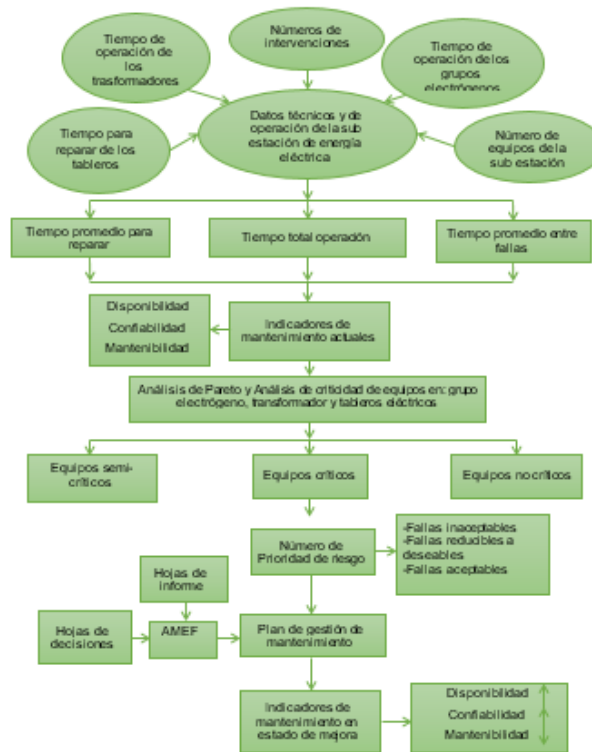 Tiempo de
operación de
los
trasformadores
Números de
intervenciones
Tiempo de
operación de los
grupos
electrógenos
Tiempo para
reparar de los
tableros
Datos técnicos y de
operación de la sub
estación de energía
eléctrica
Número de
equipos de la
sub estación
Tiempo promedio para
reparar
Tiempo total operación
Tiempo promedio entre
fallas
Disponibilidad
Confiabilidad
Mantenibilidad
Indicadores de
mantenimiento actuales
Análisis de Pareto y Análisis de criticidad de equipos en: grupo
electrógeno, transformador y tableros eléctricos
Equipos semi-
críticos
Equipos críticos
Equipos no críticos
Número de
Prioridad de riesgo
-Fallas inaceptables
-Fallas reducibles a
deseables
-Fallas aceptables
Hojas de
informe
Hojas de
decisiones
AMEF
Plan de gestión de
mantenimiento
Indicadores de
mantenimiento en
estado de mejora
Disponibilidad
Confiabilidad
Mantenibilidad